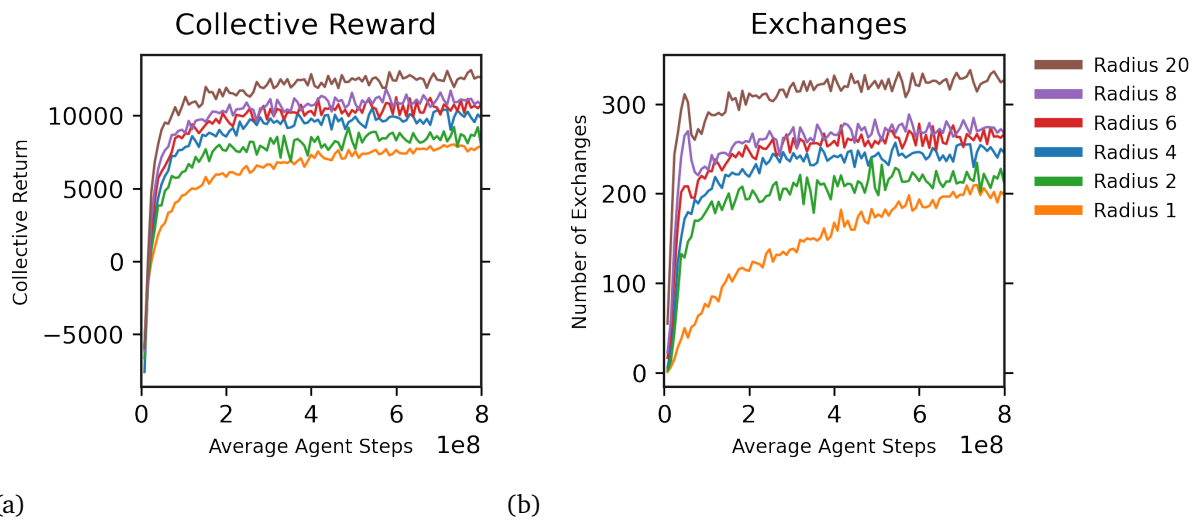 Collective Reward
Collective Return
10000
5000
0
−5000
0 2 4 6 8
Average Agent Steps 1e8
(a)
Exchanges
Number of Exchanges
300
200
100
0
0 2 4 6 8
Average Agent Steps 1e8
(b)
Radius 20
Radius 8
Radius 6
Radius 4
Radius 2
Radius 1